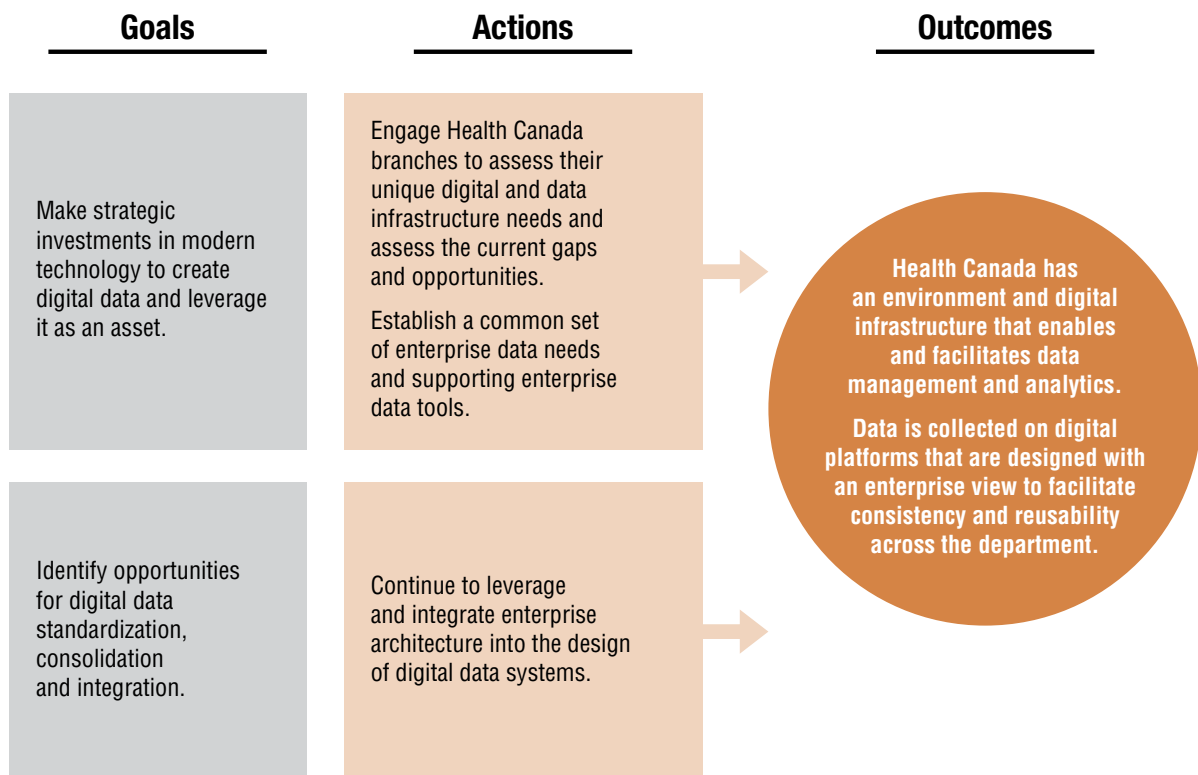 Goals
Actions
Outcomes
Make strategic
investments in modern
technology to create
digital data and leverage
it as an asset.
Engage Health Canada
branches to assess their
unique digital and data
infrastructure needs and
assess the current gaps
and opportunities.
Establish a common set
of enterprise data needs
and supporting enterprise
data tools.
Health Canada has
an environment and digital
infrastructure that enables
and facilitates data
management and analytics.
Data is collected on digital
platforms that are designed with
an enterprise view to facilitate
consistency and reusability
across the department.
Identify opportunities
for digital data
standardization,
consolidation
and integration.
Continue to leverage
and integrate enterprise
architecture into the design
of digital data systems.